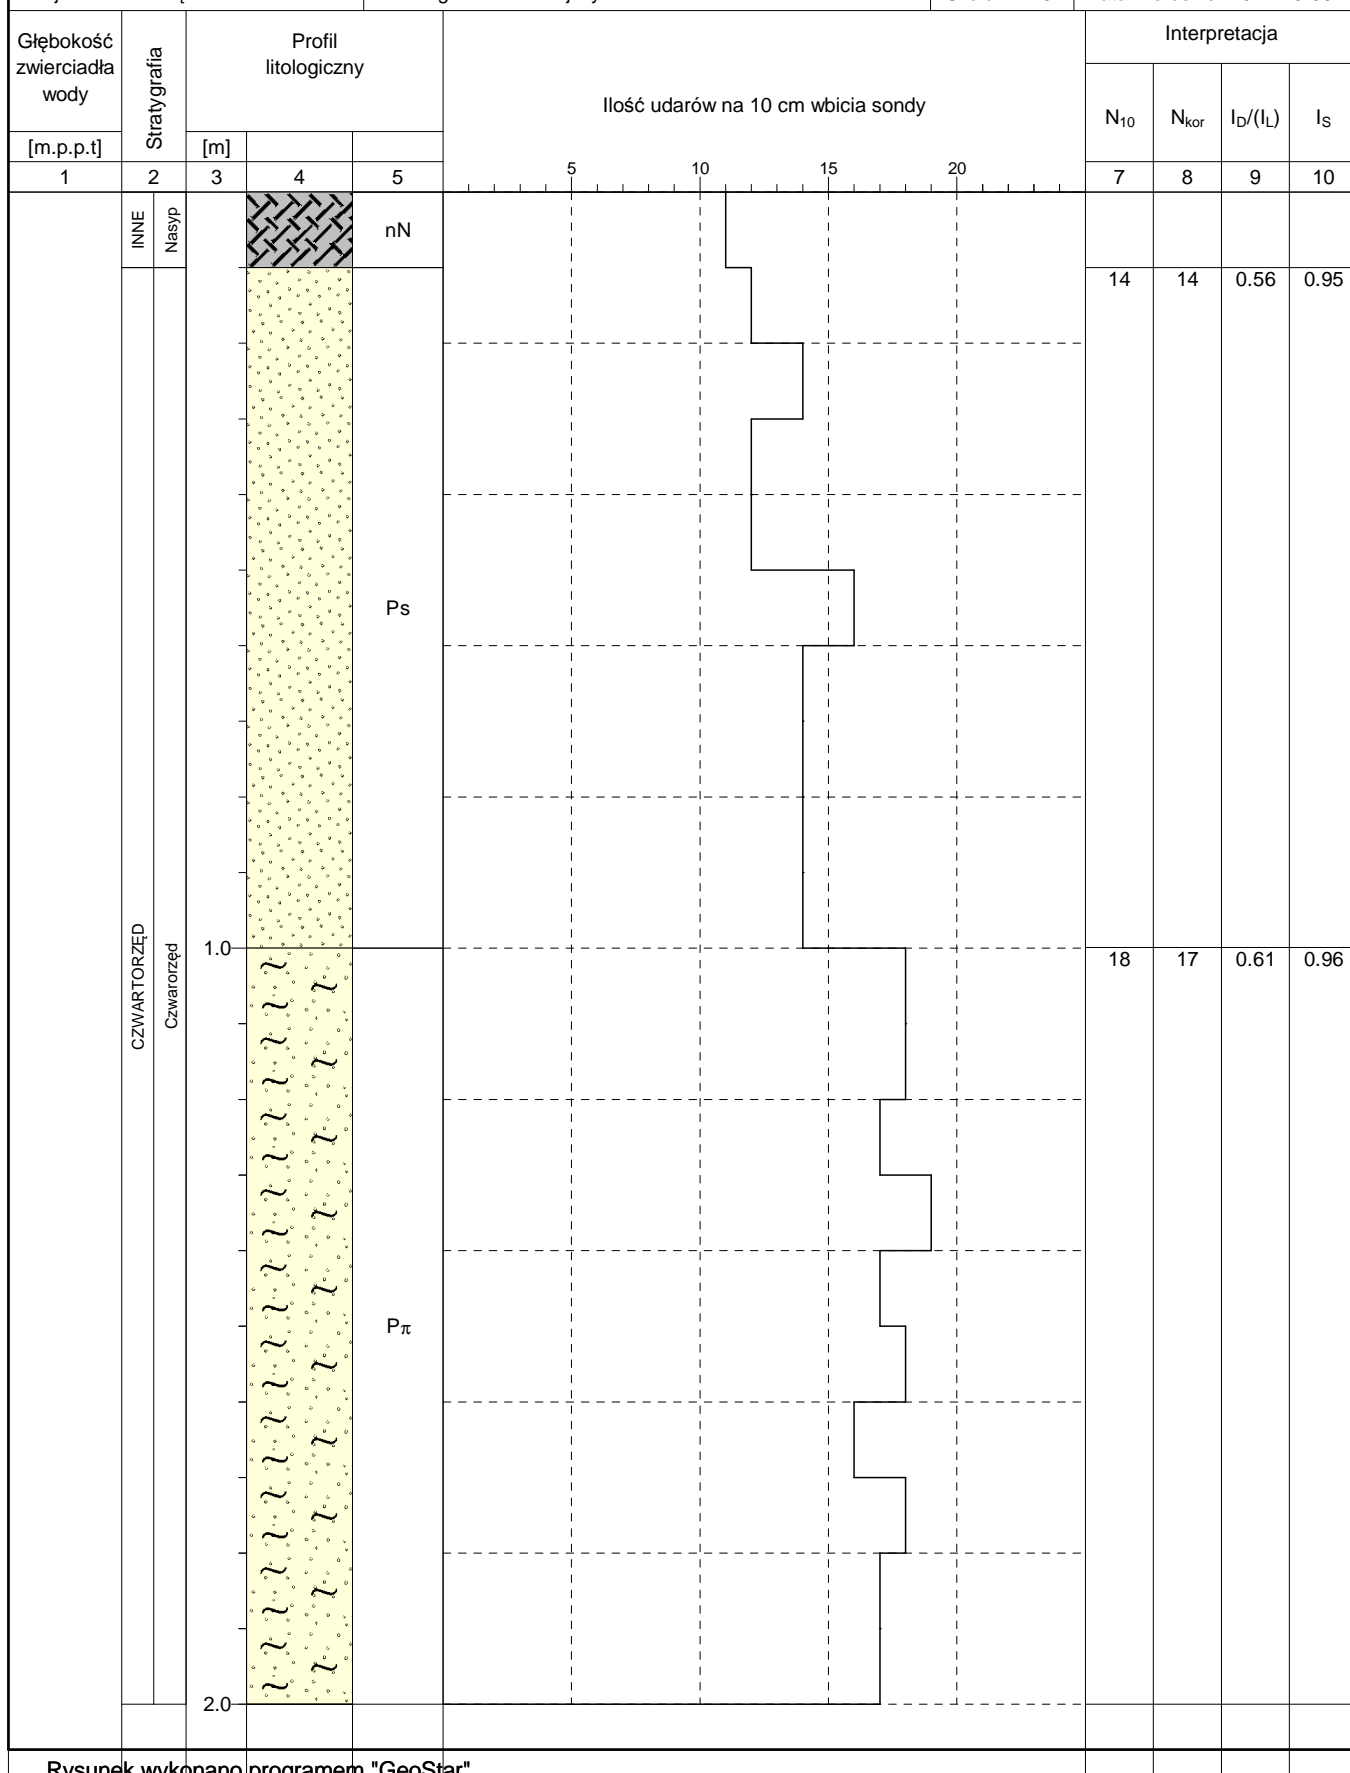 Głębokość
zwierciadła
wody
[m.p.p.t]
Stratygrafia
Profil
litologiczny
[m]
Ilość udarów na 10 cm wbicia sondy
Interpretacja
N10 Nkor ID/(IL) IS
5 10 15 20
1 2 3 4 5 7 8 9 10
INNE Nasyp nN
14 14 0.56 0.95
Ps
CZWARTORZĘD Czwarorzęd
1.0
18 17 0.61 0.96
Pπ
2.0
Rysunek wykonano programem "GeoStar"